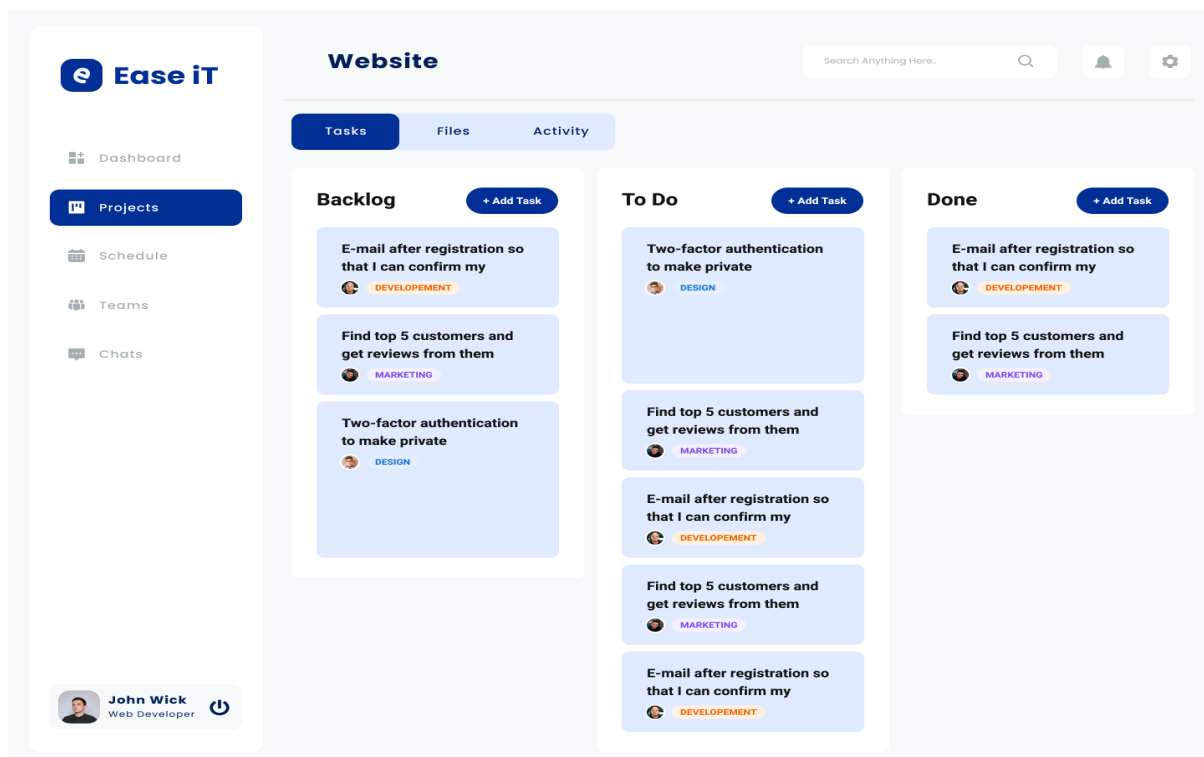 Ease iT
Dashboard
Projects
Schedule
Teams
Chats
John Wick
Web Developer
Website
Search Anything Here..
Tasks
Files
Activity
Backlog
+ Add Task
E-mail after registration so
that I can confirm my
DEVELOPEMENT
Find top 5 customers and
get reviews from them
MARKETING
Two-factor authentication
to make private
DESIGN
To Do
+ Add Task
Two-factor authentication
to make private
DESIGN
Find top 5 customers and
get reviews from them
MARKETING
E-mail after registration so
that I can confirm my
DEVELOPEMENT
Find top 5 customers and
get reviews from them
MARKETING
E-mail after registration so
that I can confirm my
DEVELOPEMENT
Done
+ Add Task
E-mail after registration so
that I can confirm my
DEVELOPEMENT
Find top 5 customers and
get reviews from them
MARKETING